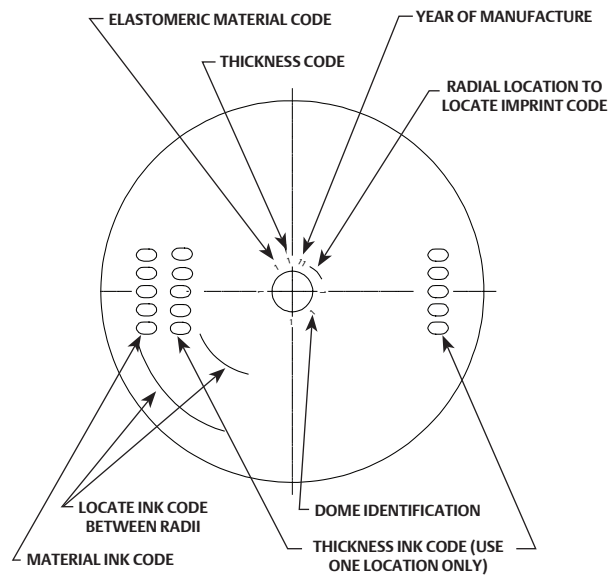 ELASTOMERIC MATERIAL CODE
YEAR OF MANUFACTURE
THICKNESS CODE
RADIAL LOCATION TO
LOCATE IMPRINT CODE
LOCATE INK CODE
BETWEEN RADII
DOME IDENTIFICATION
MATERIAL INK CODE
THICKNESS INK CODE (USE
ONE LOCATION ONLY)